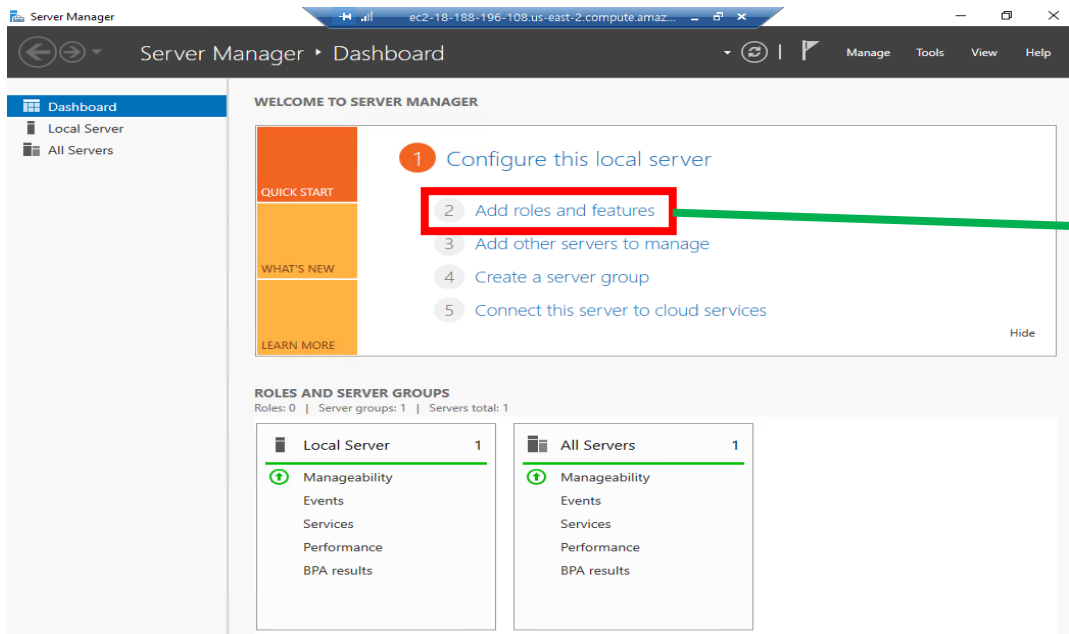 Server Manager
ec2-18-188-196-108.us-east-2.compute.amaz...
Server Manager ‣ Dashboard
Manage Tools View Help
Dashboard
Local Server
All Servers
WELCOME TO SERVER MANAGER
QUICK START
WHAT'S NEW
LEARN MORE
1 Configure this local server
2 Add roles and features
3 Add other servers to manage
4 Create a server group
5 Connect this server to cloud services
Hide
ROLES AND SERVER GROUPS
Roles: 0 | Server groups: 1 | Servers total: 1
Local Server 1
Manageability
Events
Services
Performance
BPA results
All Servers 1
Manageability
Events
Services
Performance
BPA results